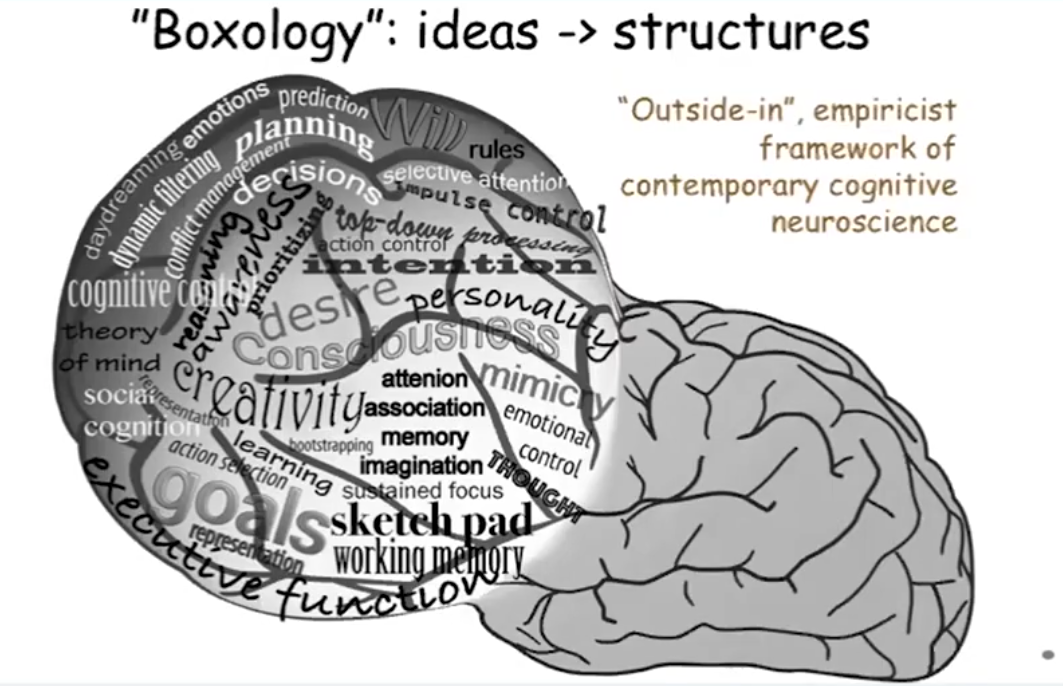 "Boxology": ideas -> structures
"Outside-in", empiricist
framework of
contemporary cognitive
neuroscience
daydreaming
emotions
prediction
Will
dynamic filtering
planning
rules
conflict management
decisions
selective attention
impulse control
reasoning
awareness
prioritizing
top-down processing
action control
intention
cognitive control
desire
personality
theory
of mind
Consciousness
creativity
attenion
mimicry
social
cognition
representation
association
emotional
control
bootstrapping
memory
learning
action selection
imagination
THOUGHT
sustained focus
goals
sketch pad
representation
working memory
executive function